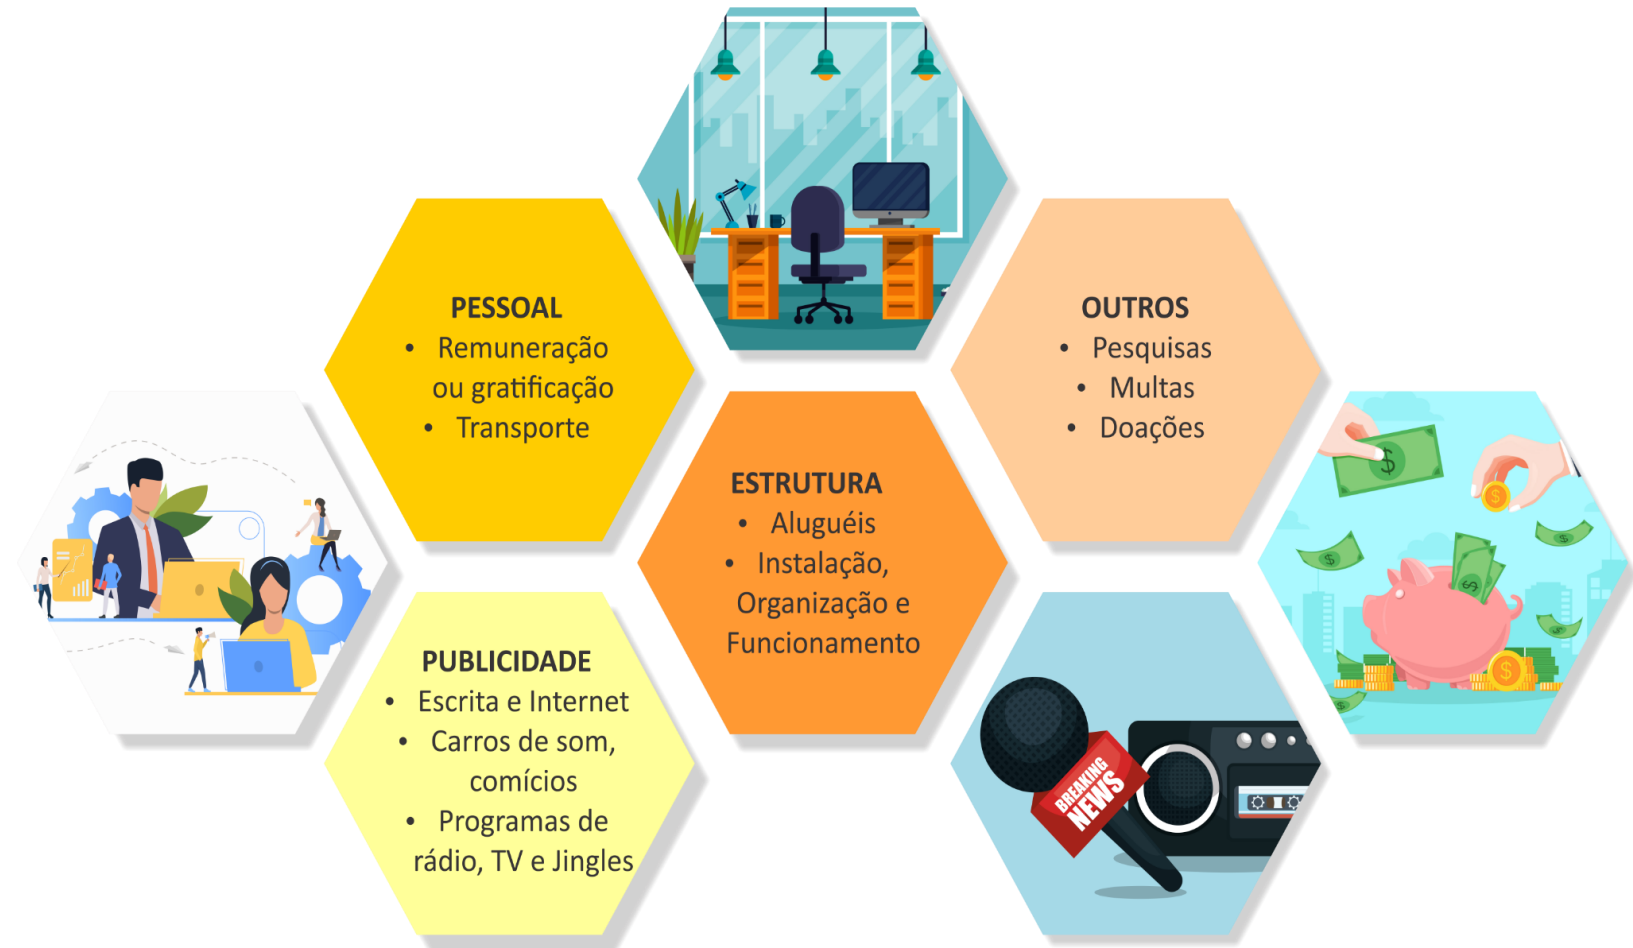 PESSOAL
• Remuneração
ou gratificação
• Transporte
OUTROS
• Pesquisas
• Multas
• Doações
ESTRUTURA
• Aluguéis
• Instalação,
Organização e
Funcionamento
PUBLICIDADE
• Escrita e Internet
• Carros de som,
comícios
• Programas de
rádio, TV e Jingles
BREAKING
NEWS
$
$
$
$
$
$
$
$